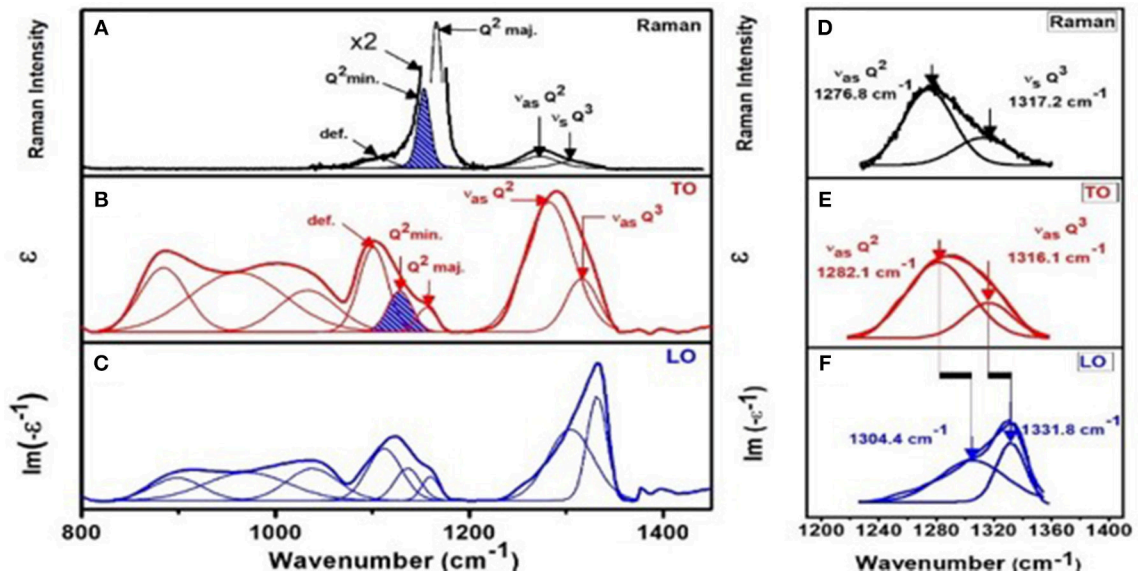 A
Raman
Raman Intensity
x2
Q² maj.
Q²min.
def.
νas Q²
νs Q³
B
TO
ε
def.
Q²min.
Q² maj.
νas Q²
νas Q³
C
LO
Im(-ε⁻¹)
800 1000 1200 1400
Wavenumber (cm⁻¹)
D
Raman
Raman Intensity
νas Q²
1276.8 cm⁻¹
νs Q³
1317.2 cm⁻¹
E
TO
ε
νas Q²
1282.1 cm⁻¹
νas Q³
1316.1 cm⁻¹
F
LO
Im (-ε⁻¹)
1304.4 cm⁻¹
1331.8 cm⁻¹
1200 1240 1280 1320 1360 1400
Wavenumber (cm⁻¹)